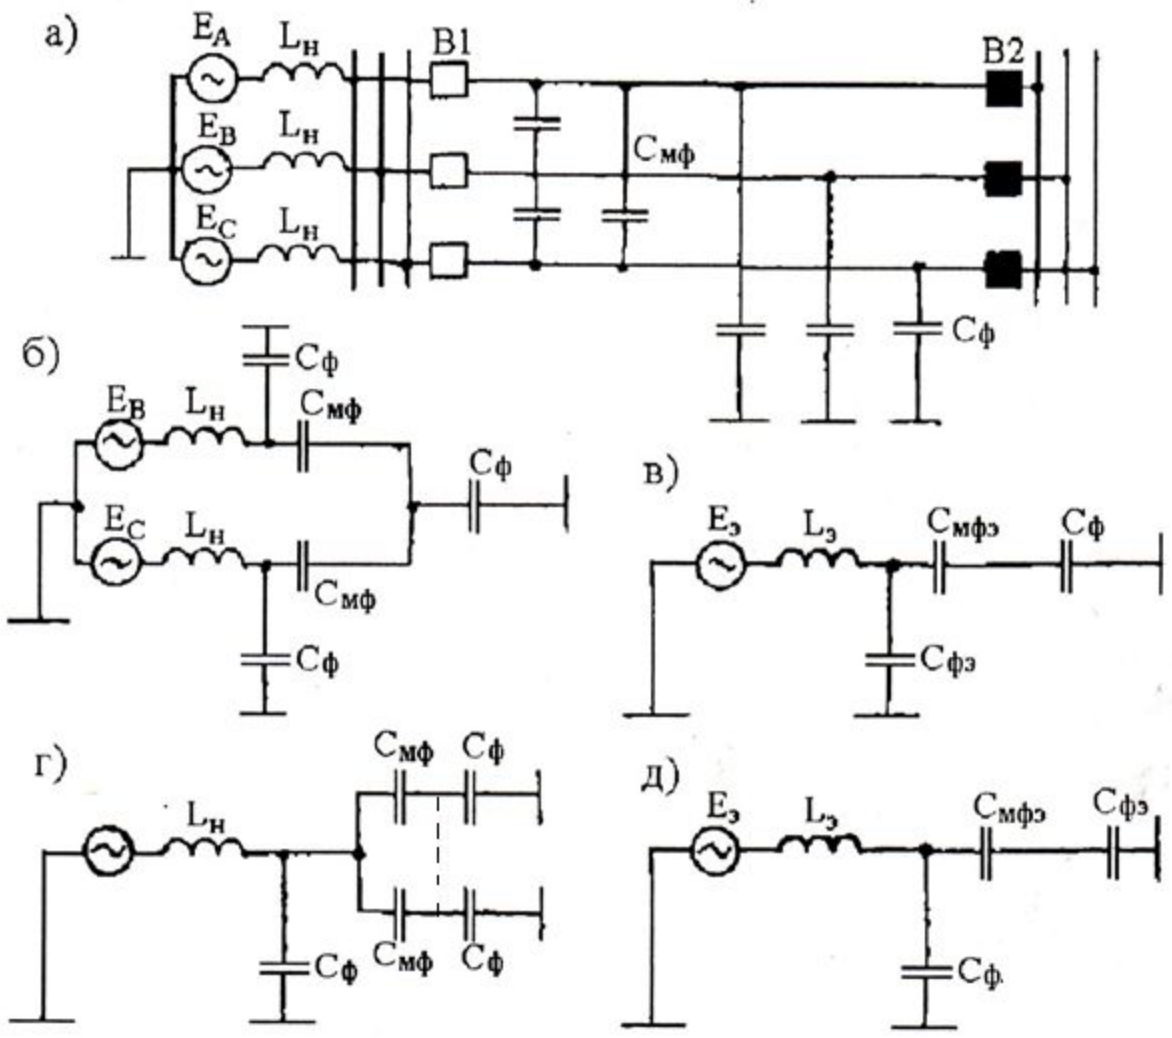 а)
E_A L_н B1 B2
E_B L_н C_мф
E_C L_н C_ф
б)
C_ф
E_B L_н C_мф
C_ф
E_C L_н C_мф
C_ф
в)
E_э L_э C_мфэ C_ф
C_фэ
г)
C_мф C_ф
L_н
C_ф
C_мф C_ф
д)
E_э L_э C_мфэ C_фэ
C_ф.